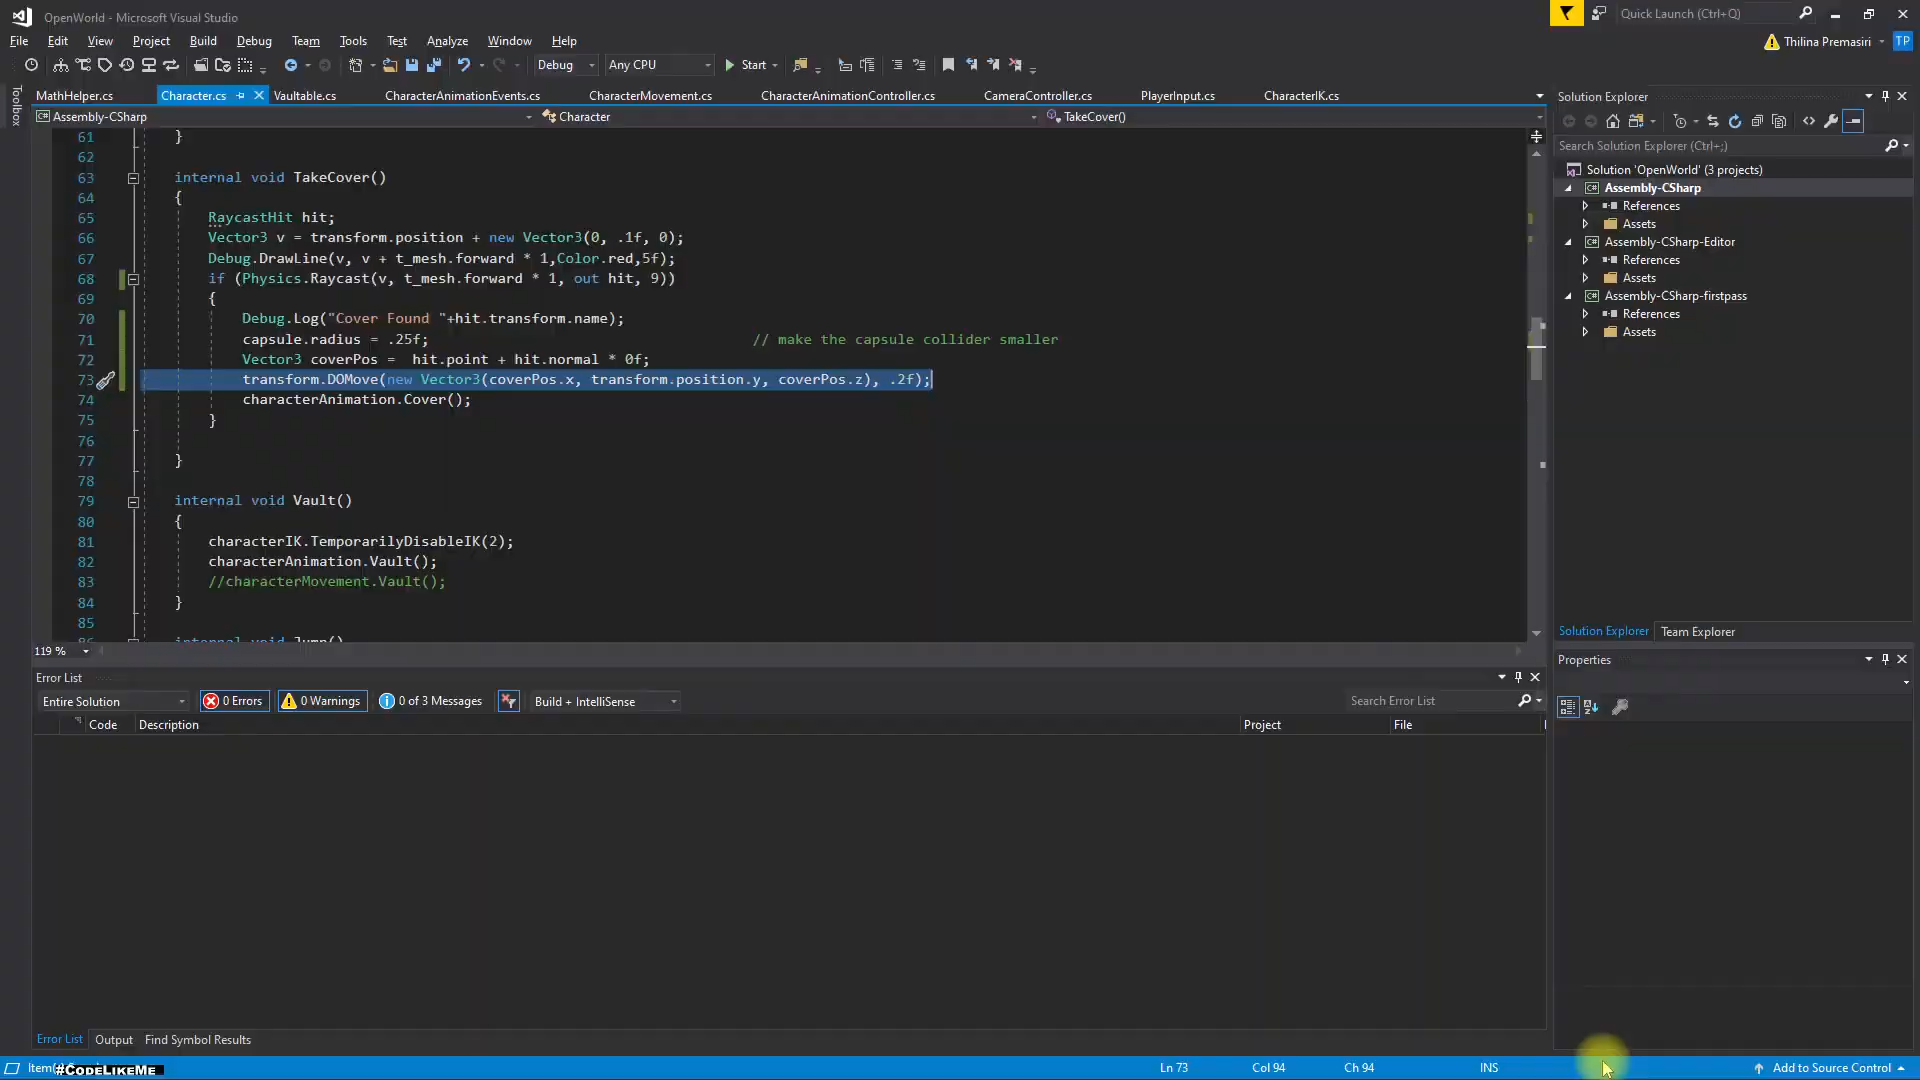 OpenWorld - Microsoft Visual Studio
Quick Launch (Ctrl+Q)
File Edit View Project Build Debug Team Tools Test Analyze Window Help
Thilina Premasiri TP
Debug Any CPU Start
Toolbox
MathHelper.cs Character.cs Vaultable.cs CharacterAnimationEvents.cs CharacterMovement.cs CharacterAnimationController.cs CameraController.cs PlayerInput.cs CharacterIK.cs
Assembly-CSharp Character TakeCover()
61 }
62
63 internal void TakeCover()
64 {
65 RaycastHit hit;
66 Vector3 v = transform.position + new Vector3(0, .1f, 0);
67 Debug.DrawLine(v, v + t_mesh.forward * 1,Color.red,5f);
68 if (Physics.Raycast(v, t_mesh.forward * 1, out hit, 9))
69 {
70 Debug.Log("Cover Found "+hit.transform.name);
71 capsule.radius = .25f; // make the capsule collider smaller
72 Vector3 coverPos = hit.point + hit.normal * 0f;
73 transform.DOMove(new Vector3(coverPos.x, transform.position.y, coverPos.z), .2f);
74 characterAnimation.Cover();
75 }
76
77 }
78
79 internal void Vault()
80 {
81 characterIK.TemporarilyDisableIK(2);
82 characterAnimation.Vault();
83 //characterMovement.Vault();
84 }
85
86 internal void Jump()
119 %
Solution Explorer
Search Solution Explorer (Ctrl+;)
Solution 'OpenWorld' (3 projects)
Assembly-CSharp
References
Assets
Assembly-CSharp-Editor
References
Assets
Assembly-CSharp-firstpass
References
Assets
Solution Explorer Team Explorer
Properties
Error List
Entire Solution 0 Errors 0 Warnings 0 of 3 Messages Build + IntelliSense Search Error List
Code Description Project File
Error List Output Find Symbol Results
Item(
#CodeLikeMe
Ln 73 Col 94 Ch 94 INS Add to Source Control